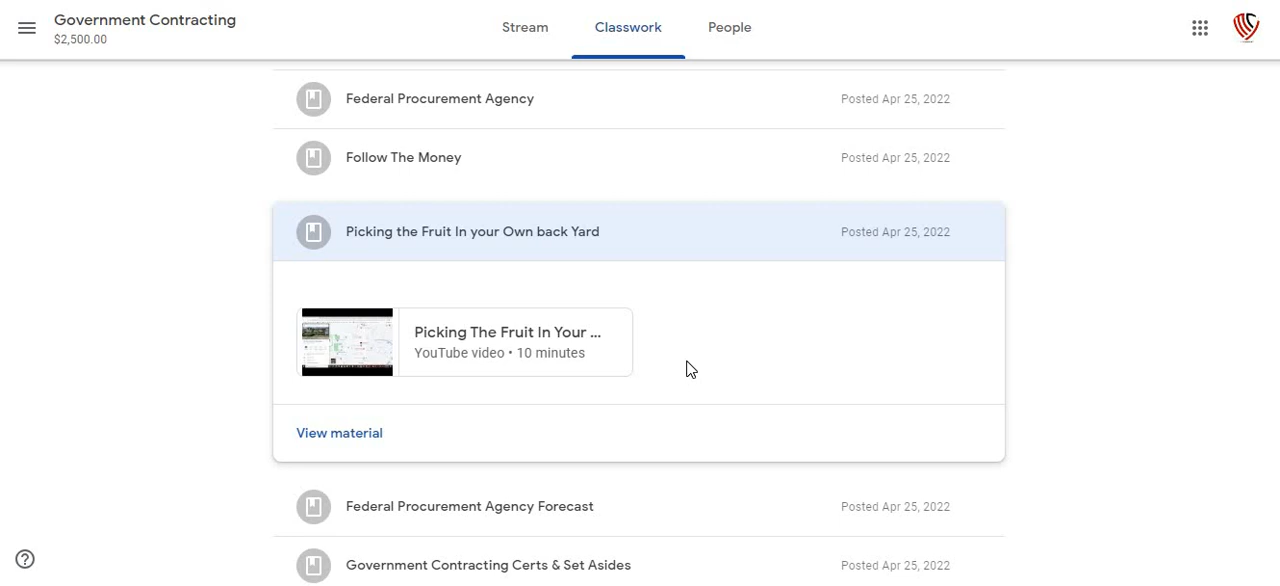 Government Contracting
$2,500.00
Stream
Classwork
People
Federal Procurement Agency
Posted Apr 25, 2022
Follow The Money
Posted Apr 25, 2022
Picking the Fruit In your Own back Yard
Posted Apr 25, 2022
Picking The Fruit In Your ...
YouTube video • 10 minutes
View material
Federal Procurement Agency Forecast
Posted Apr 25, 2022
Government Contracting Certs & Set Asides
Posted Apr 25, 2022